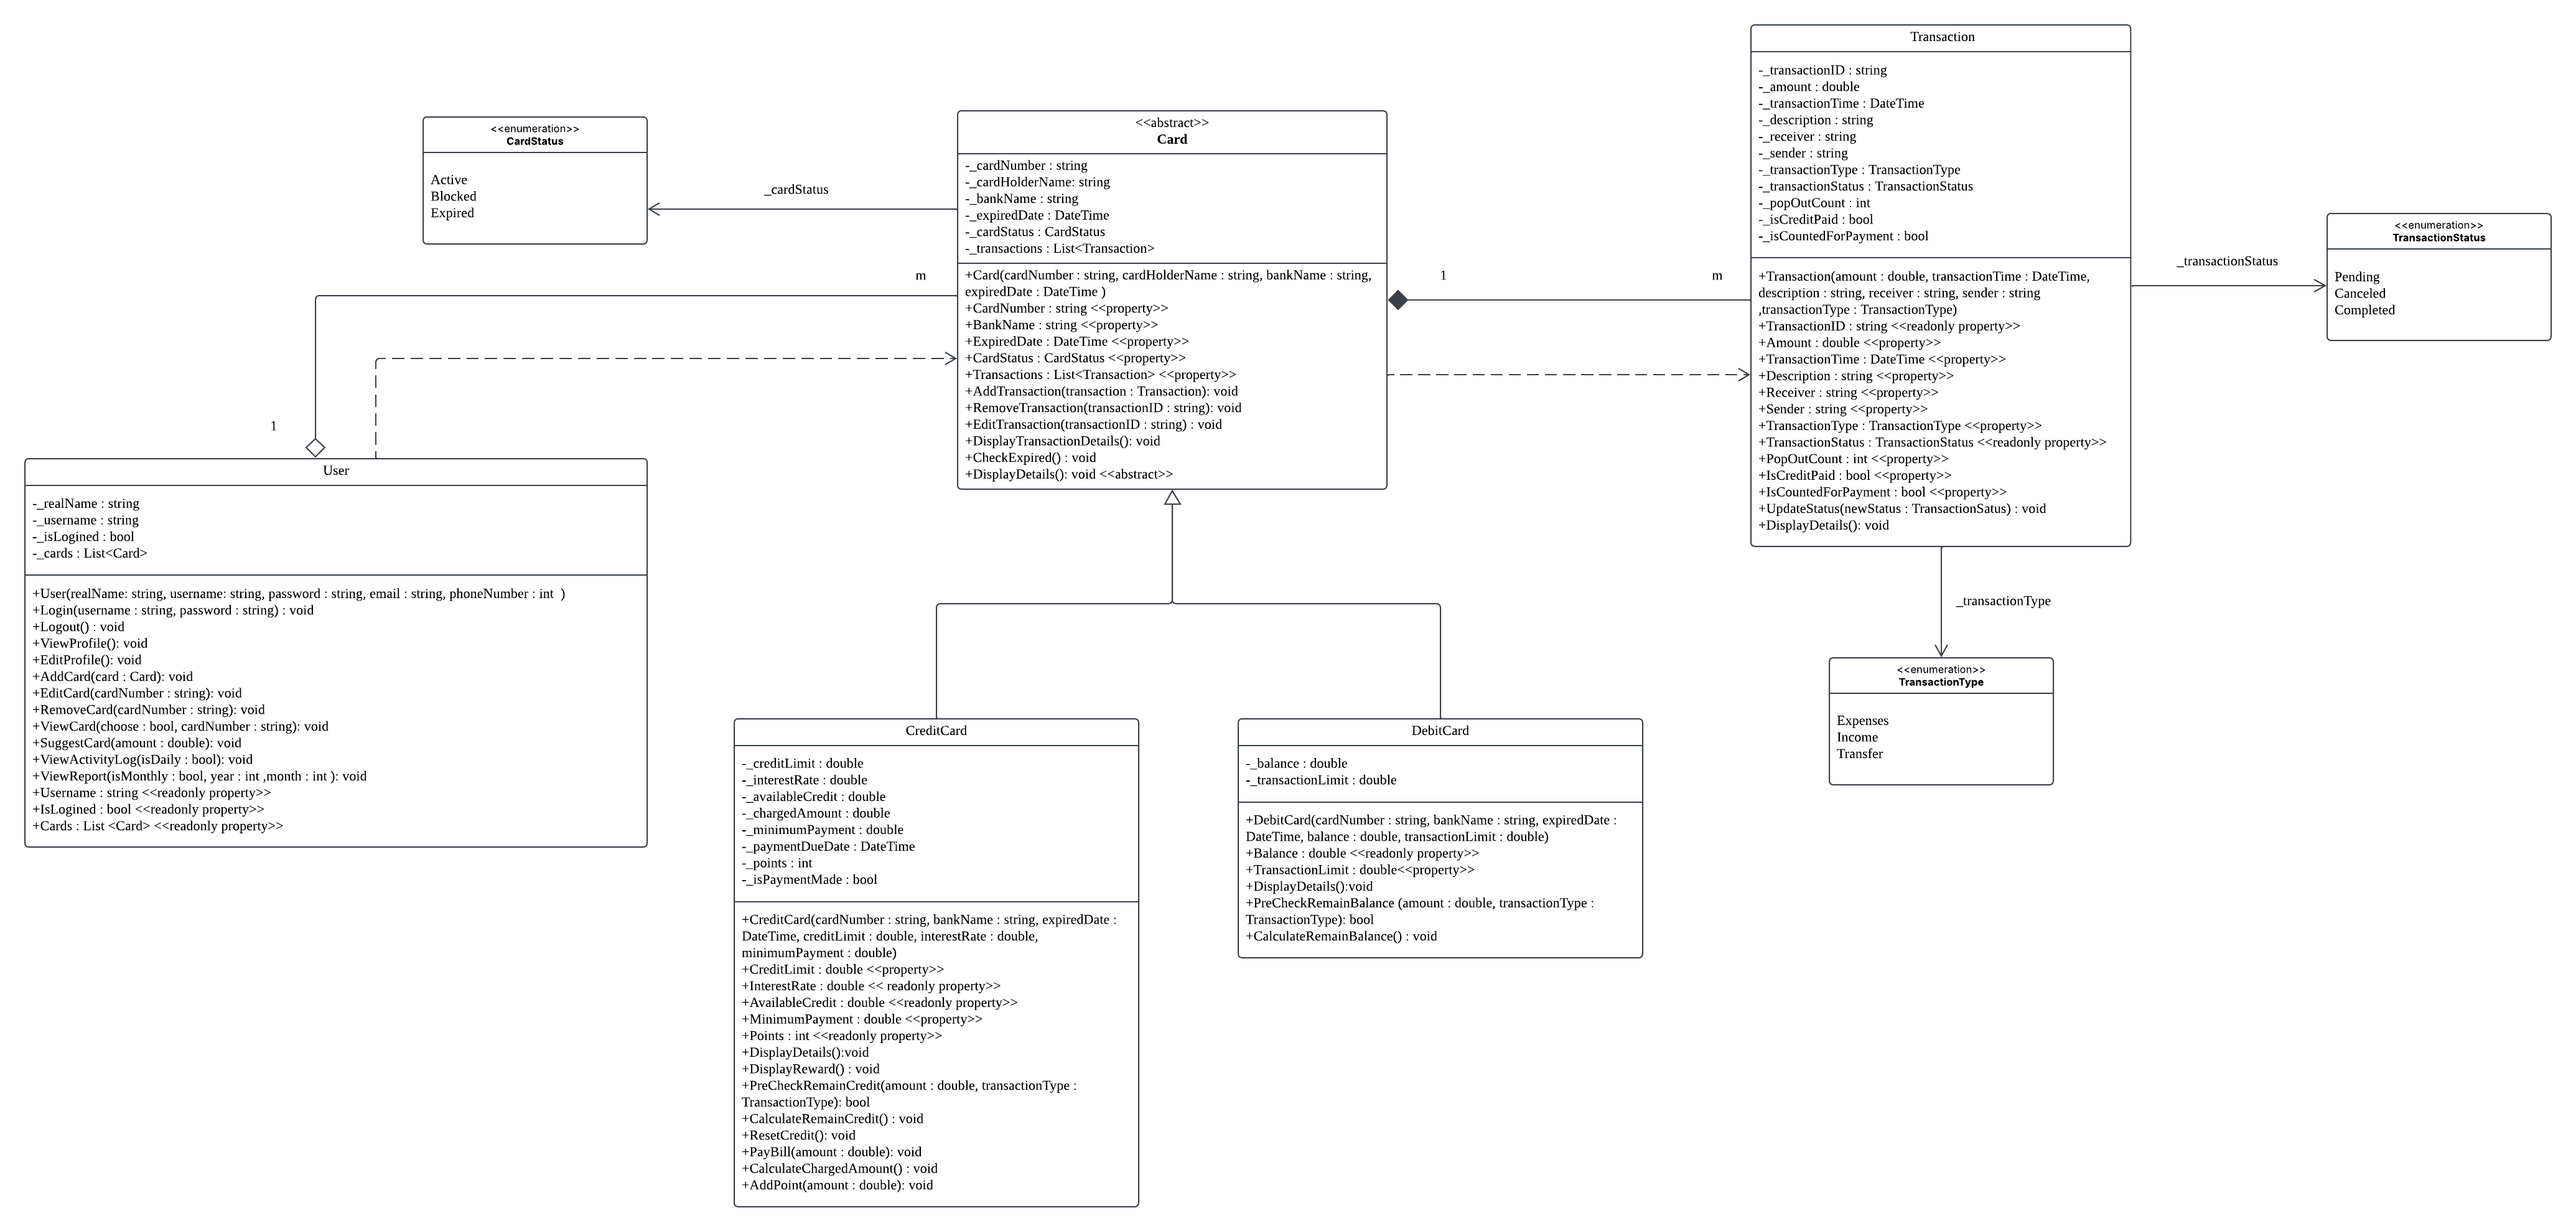 <<enumeration>>
CardStatus
Active
Blocked
Expired
_cardStatus
<<abstract>>
Card
-_cardNumber : string
-_cardHolderName: string
-_bankName : string
-_expiredDate : DateTime
-_cardStatus : CardStatus
-_transactions : List<Transaction>
+Card(cardNumber : string, cardHolderName : string, bankName : string,
expiredDate : DateTime )
+CardNumber : string <<property>>
+BankName : string <<property>>
+ExpiredDate : DateTime <<property>>
+CardStatus : CardStatus <<property>>
+Transactions : List<Transaction> <<property>>
+AddTransaction(transaction : Transaction): void
+RemoveTransaction(transactionID : string): void
+EditTransaction(transactionID : string) : void
+DisplayTransactionDetails(): void
+CheckExpired() : void
+DisplayDetails(): void <<abstract>>
m
1
1
m
Transaction
-_transactionID : string
-_amount : double
-_transactionTime : DateTime
-_description : string
-_receiver : string
-_sender : string
-_transactionType : TransactionType
-_transactionStatus : TransactionStatus
-_popOutCount : int
-_isCreditPaid : bool
-_isCountedForPayment : bool
+Transaction(amount : double, transactionTime : DateTime,
description : string, receiver : string, sender : string
,transactionType : TransactionType)
+TransactionID : string <<readonly property>>
+Amount : double <<property>>
+TransactionTime : DateTime <<property>>
+Description : string <<property>>
+Receiver : string <<property>>
+Sender : string <<property>>
+TransactionType : TransactionType <<property>>
+TransactionStatus : TransactionStatus <<readonly property>>
+PopOutCount : int <<property>>
+IsCreditPaid : bool <<property>>
+IsCountedForPayment : bool <<property>>
+UpdateStatus(newStatus : TransactionSatus) : void
+DisplayDetails(): void
_transactionStatus
<<enumeration>>
TransactionStatus
Pending
Canceled
Completed
_transactionType
<<enumeration>>
TransactionType
Expenses
Income
Transfer
User
-_realName : string
-_username : string
-_isLogined : bool
-_cards : List<Card>
+User(realName: string, username: string, password : string, email : string, phoneNumber : int  )
+Login(username : string, password : string) : void
+Logout() : void
+ViewProfile(): void
+EditProfile(): void
+AddCard(card : Card): void
+EditCard(cardNumber : string): void
+RemoveCard(cardNumber : string): void
+ViewCard(choose : bool, cardNumber : string): void
+SuggestCard(amount : double): void
+ViewActivityLog(isDaily : bool): void
+ViewReport(isMonthly : bool, year : int ,month : int ): void
+Username : string <<readonly property>>
+IsLogined : bool <<readonly property>>
+Cards : List <Card> <<readonly property>>
CreditCard
-_creditLimit : double
-_interestRate : double
-_availableCredit : double
-_chargedAmount : double
-_minimumPayment : double
-_paymentDueDate : DateTime
-_points : int
-_isPaymentMade : bool
+CreditCard(cardNumber : string, bankName : string, expiredDate :
DateTime, creditLimit : double, interestRate : double,
minimumPayment : double)
+CreditLimit : double <<property>>
+InterestRate : double << readonly property>>
+AvailableCredit : double <<readonly property>>
+MinimumPayment : double <<property>>
+Points : int <<readonly property>>
+DisplayDetails():void
+DisplayReward() : void
+PreCheckRemainCredit(amount : double, transactionType :
TransactionType): bool
+CalculateRemainCredit() : void
+ResetCredit(): void
+PayBill(amount : double): void
+CalculateChargedAmount() : void
+AddPoint(amount : double): void
DebitCard
-_balance : double
-_transactionLimit : double
+DebitCard(cardNumber : string, bankName : string, expiredDate :
DateTime, balance : double, transactionLimit : double)
+Balance : double <<readonly property>>
+TransactionLimit : double<<property>>
+DisplayDetails():void
+PreCheckRemainBalance (amount : double, transactionType :
TransactionType): bool
+CalculateRemainBalance() : void